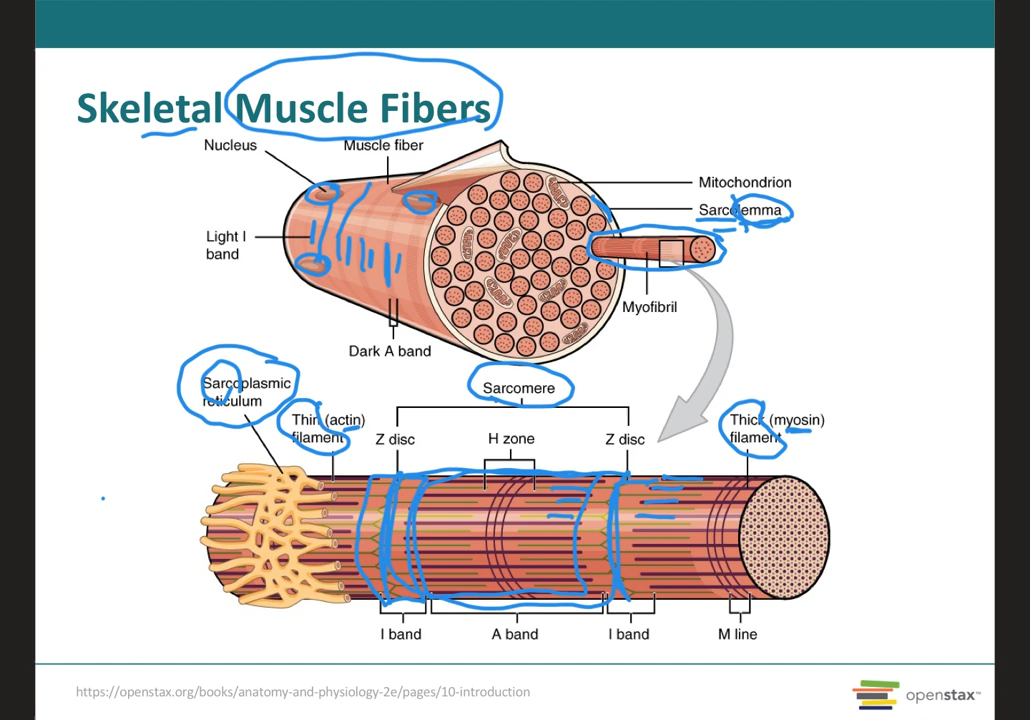 Skeletal Muscle Fibers
Nucleus
Muscle fiber
Mitochondrion
Sarcolemma
Light I
band
Myofibril
Dark A band
Sarcoplasmic
reticulum
Sarcomere
Thin (actin)
filament
Z disc
H zone
Z disc
Thick (myosin)
filament
I band
A band
I band
M line
https://openstax.org/books/anatomy-and-physiology-2e/pages/10-introduction
openstax™